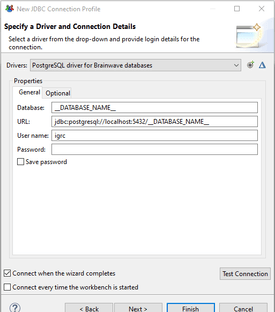 New JDBC Connection Profile
Specify a Driver and Connection Details
Select a driver from the drop-down and provide login details for the
connection.
Drivers: PostgreSQL driver for Brainwave databases
Properties
General Optional
Database: __DATABASE_NAME__
URL: jdbc:postgresql://localhost:5432/__DATABASE_NAME__
User name: igrc
Password:
Save password
Connect when the wizard completes Test Connection
Connect every time the workbench is started
? < Back Next > Finish Cancel